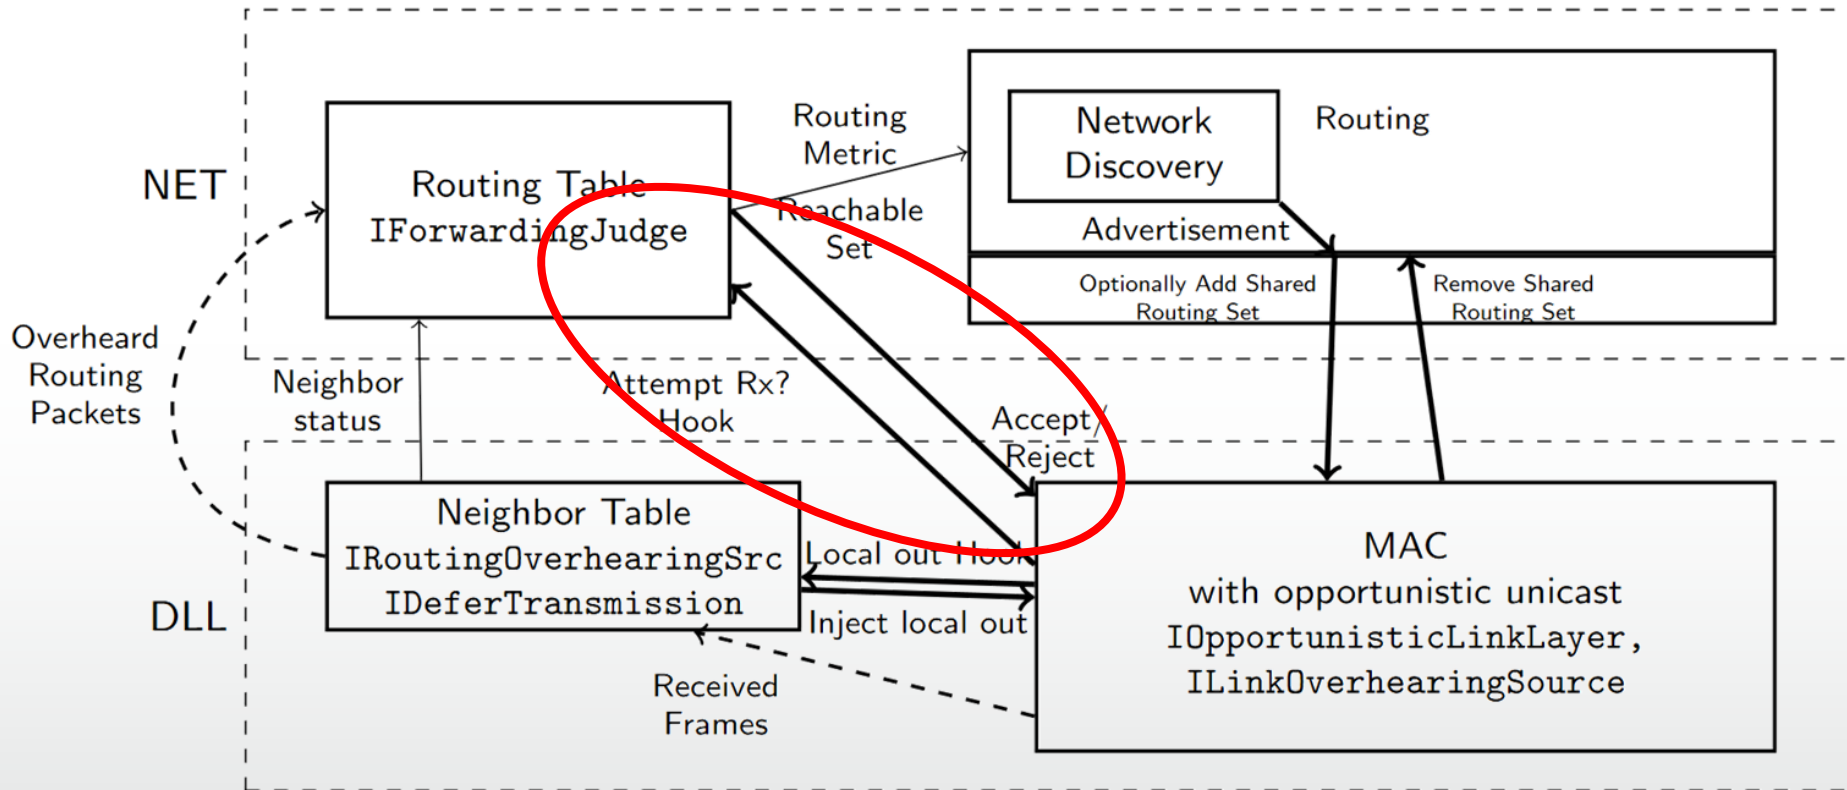 NET
Routing Table
IForwardingJudge
Routing
Metric
Reachable
Set
Network
Discovery
Routing
Advertisement
Optionally Add Shared
Routing Set
Remove Shared
Routing Set
Overheard
Routing
Packets
Neighbor
status
Attempt Rx?
Hook
Accept/
Reject
DLL
Neighbor Table
IRoutingOverhearingSrc
IDeferTransmission
Local out Hook
Inject local out
Received
Frames
MAC
with opportunistic unicast
IOpportunisticLinkLayer,
ILinkOverhearingSource